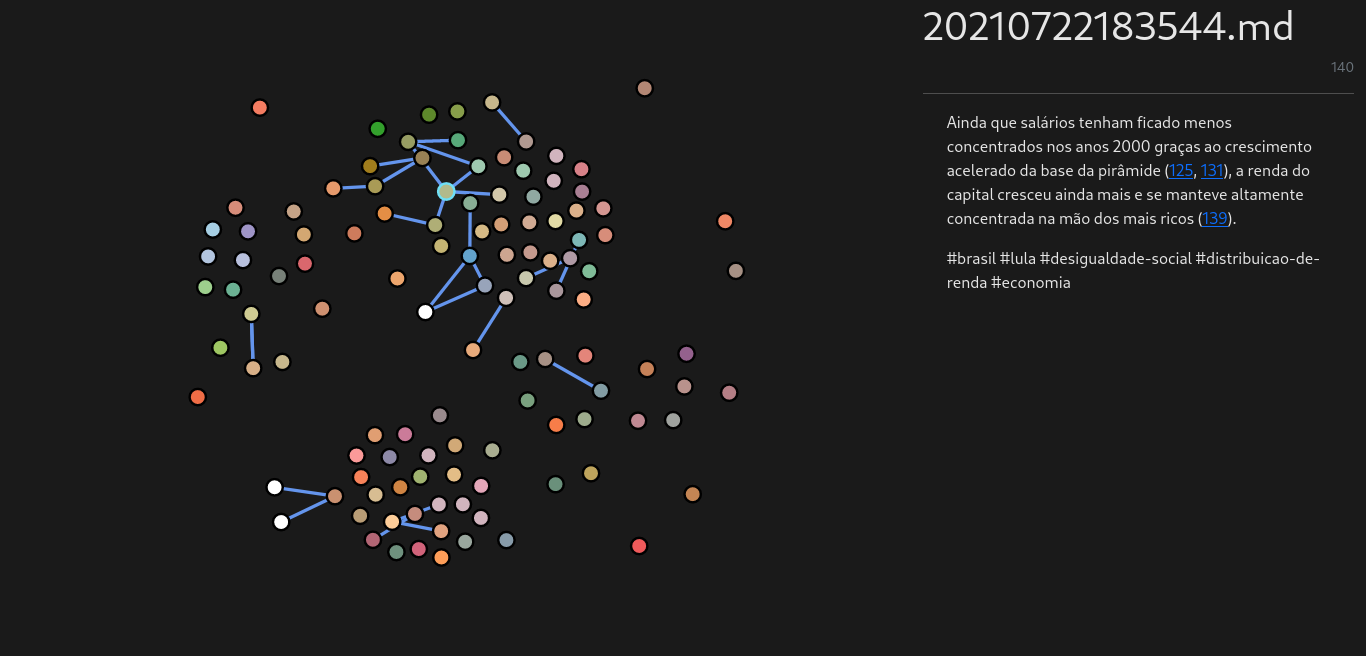 20210722183544.md
140
Ainda que salários tenham ficado menos
concentrados nos anos 2000 graças ao crescimento
acelerado da base da pirâmide (125, 131), a renda do
capital cresceu ainda mais e se manteve altamente
concentrada na mão dos mais ricos (139).
#brasil #lula #desigualdade-social #distribuicao-de-
renda #economia